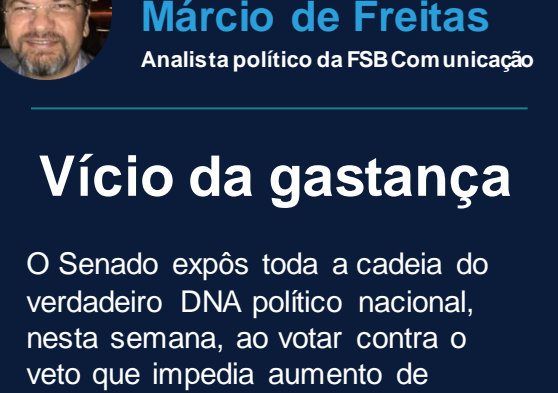 Márcio de Freitas
Analista político da FSB Comunicação
Vício da gastança
O Senado expôs toda a cadeia do
verdadeiro DNA político nacional,
nesta semana, ao votar contra o
veto que impedia aumento de